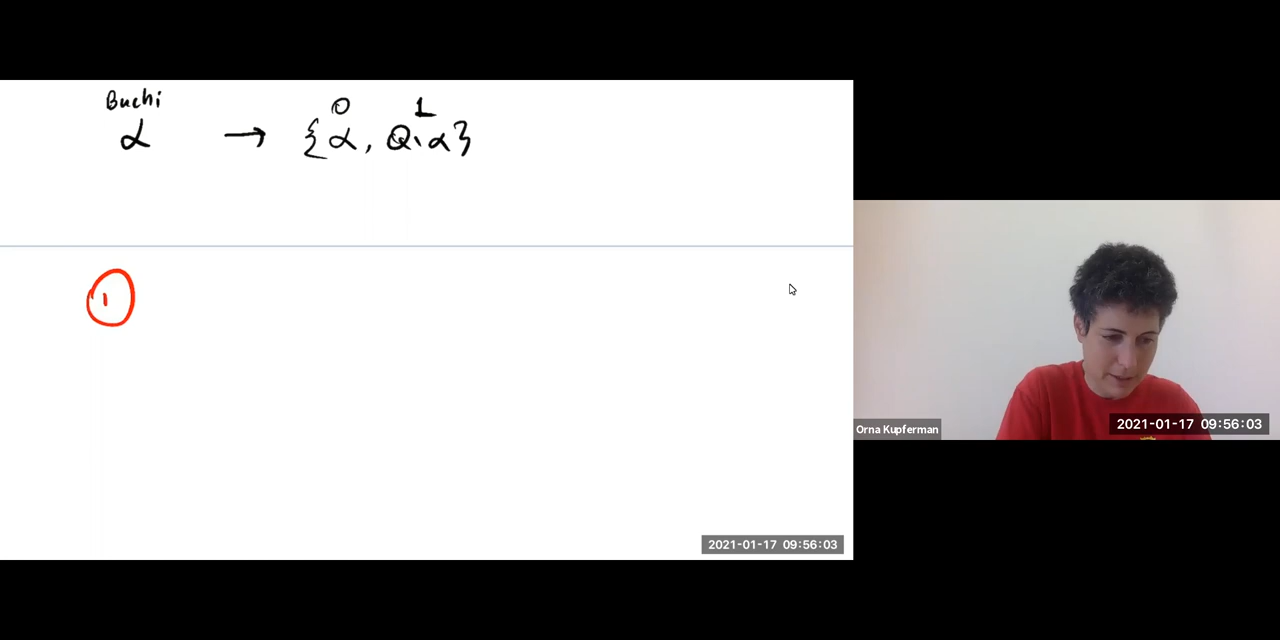 Buchi
0 1
α → {α, Q\α}
1
Orna Kupferman
2021-01-17 09:56:03
2021-01-17 09:56:03